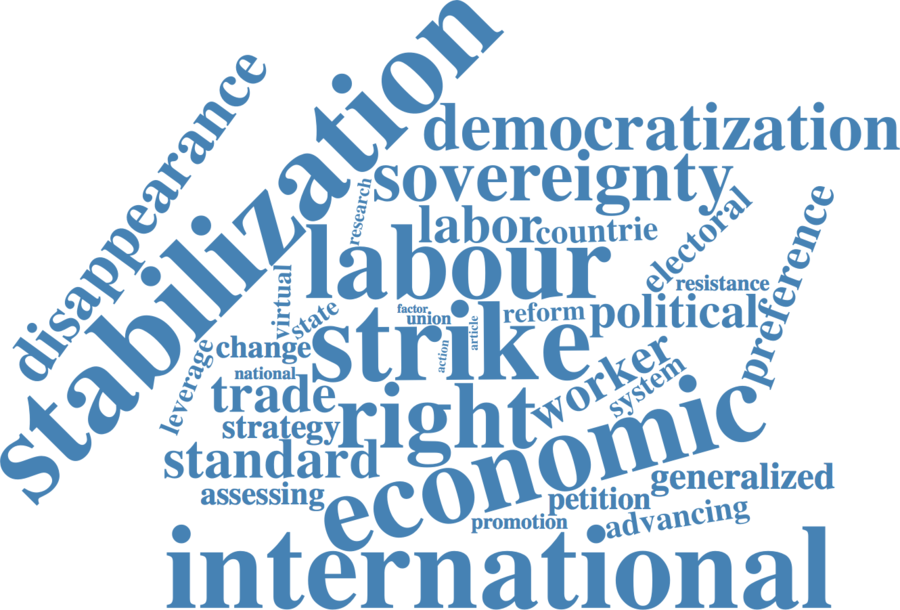 disappearance
stabilization
democratization
sovereignty
research
labor
countrie
electoral
preference
labour
resistance
virtual
state
factor
union
reform
political
article
action
strike
change
leverage
national
worker
system
trade
strategy
right
standard
economic
assessing
generalized
petition
promotion
advancing
international